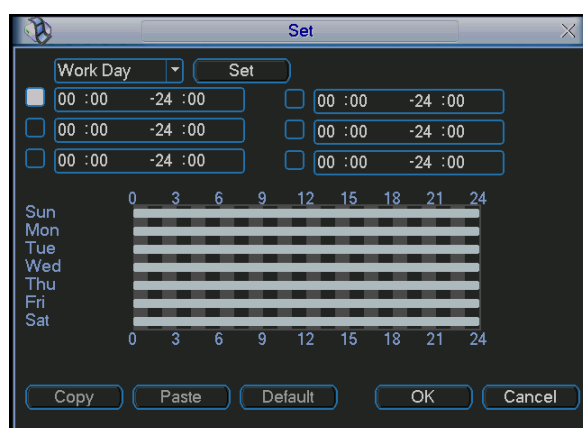 Set
Work Day Set
00 :00 -24 :00 00 :00 -24 :00
00 :00 -24 :00 00 :00 -24 :00
00 :00 -24 :00 00 :00 -24 :00
0 3 6 9 12 15 18 21 24
Sun
Mon
Tue
Wed
Thu
Fri
Sat
0 3 6 9 12 15 18 21 24
Copy Paste Default OK Cancel